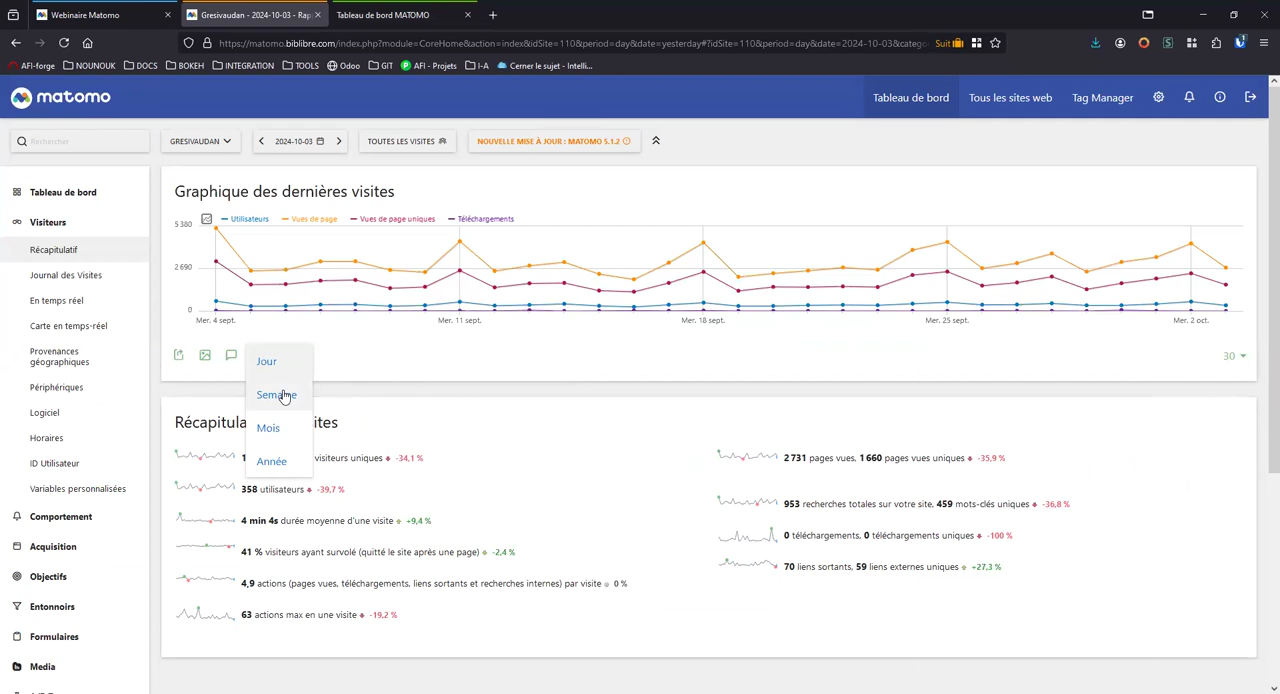 Webinaire Matomo
Gresivaudan - 2024-10-03 - Rap
Tableau de bord MATOMO
https://matomo.biblibre.com/index.php?module=CoreHome&action=index&idSite=110&period=day&date=yesterday#?idSite=110&period=day&date=2024-10-03&catego
Suit
AFI-forge
NOUNOUK
DOCS
BOKEH
INTEGRATION
TOOLS
Odoo
GIT
AFI - Projets
I-A
Cerner le sujet - Intelli...
matomo
Tableau de bord
Tous les sites web
Tag Manager
Rechercher
GRESIVAUDAN
2024-10-03
TOUTES LES VISITES
NOUVELLE MISE À JOUR : MATOMO 5.1.2
Tableau de bord
Visiteurs
Récapitulatif
Journal des Visites
En temps réel
Carte en temps-réel
Provenances
géographiques
Périphériques
Logiciel
Horaires
ID Utilisateur
Variables personnalisées
Comportement
Acquisition
Objectifs
Entonnoirs
Formulaires
Media
Graphique des dernières visites
Utilisateurs
Vues de page
Vues de page uniques
Téléchargements
5 380
2 690
0
Mer. 4 sept.
Mer. 11 sept.
Mer. 18 sept.
Mer. 25 sept.
Mer. 2 oct.
30
Jour
Semaine
Mois
Année
visiteurs uniques -34,1 %
358 utilisateurs -39,7 %
4 min 4s durée moyenne d'une visite +9,4 %
41 % visiteurs ayant survolé (quitté le site après une page) -2,4 %
4,9 actions (pages vues, téléchargements, liens sortants et recherches internes) par visite 0 %
63 actions max en une visite -19,2 %
2 731 pages vues, 1 660 pages vues uniques -35,9 %
953 recherches totales sur votre site, 459 mots-clés uniques -36,8 %
0 téléchargements, 0 téléchargements uniques -100 %
70 liens sortants, 59 liens externes uniques +27,3 %